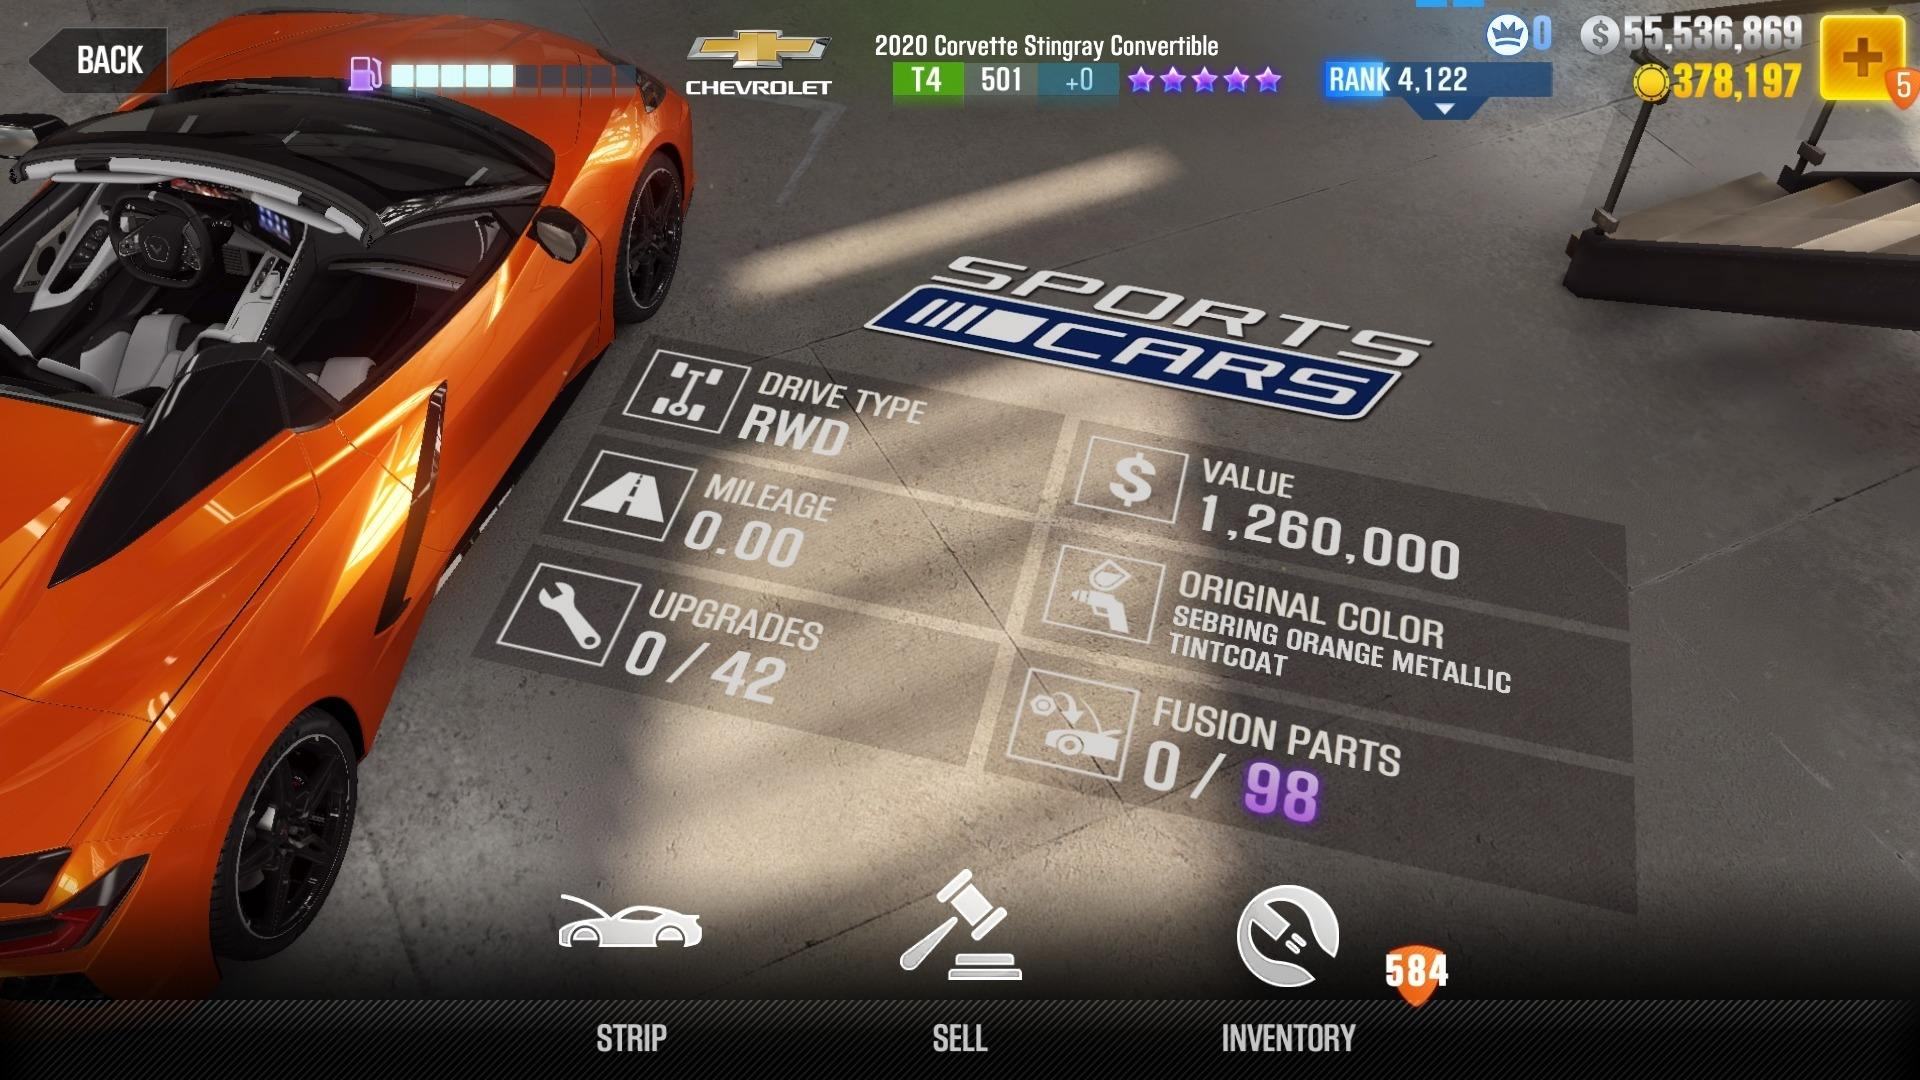 BACK
CHEVROLET
2020 Corvette Stingray Convertible
T4 501 +0
RANK 4,122
0
55,536,869
378,197
5
SPORTS
CARS
DRIVE TYPE
RWD
MILEAGE
0.00
UPGRADES
0 / 42
VALUE
1,260,000
ORIGINAL COLOR
SEBRING ORANGE METALLIC
TINTCOAT
FUSION PARTS
0 / 98
584
STRIP
SELL
INVENTORY